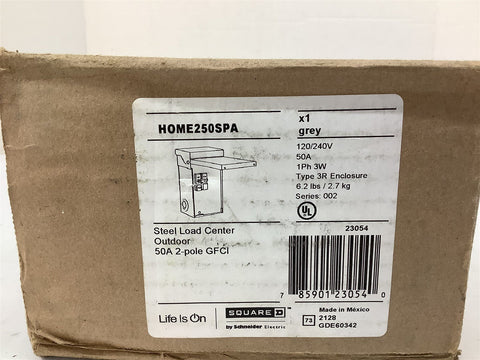 HOME250SPA
x1
grey
120/240V
50A
1Ph 3W
Type 3R Enclosure
6.2 lbs / 2.7 kg
Series: 002
UL
Steel Load Center
Outdoor
50A 2-pole GFCI
23054
7 85901 23054 0
Life Is On
SQUARE D
by Schneider Electric
73
Made in México
2128
GDE60342